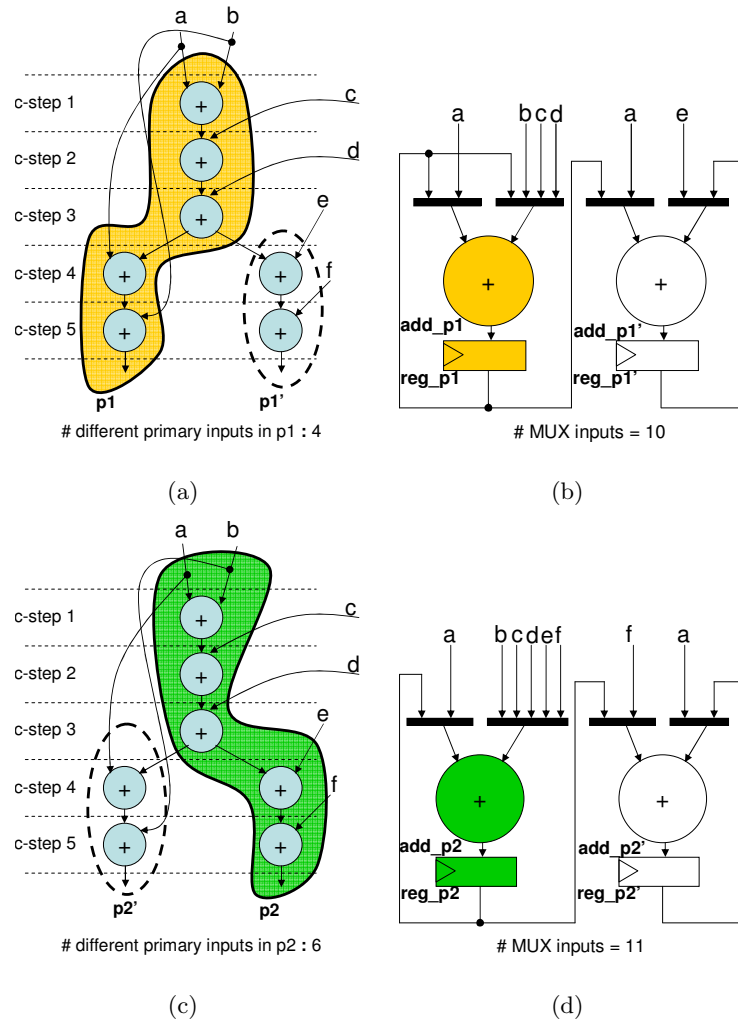 a b
c-step 1
c
c-step 2
d
c-step 3
e
c-step 4
f
c-step 5
+ + + + + + +
p1 p1’
# different primary inputs in p1 : 4
(a)
a b c d a e
+ +
add_p1 add_p1’
reg_p1 reg_p1’
# MUX inputs = 10
(b)
a b
c-step 1
c
c-step 2
d
c-step 3
e
c-step 4
f
c-step 5
+ + + + + + +
p2’ p2
# different primary inputs in p2 : 6
(c)
a b c d e f f a
+ +
add_p2 add_p2’
reg_p2 reg_p2’
# MUX inputs = 11
(d)